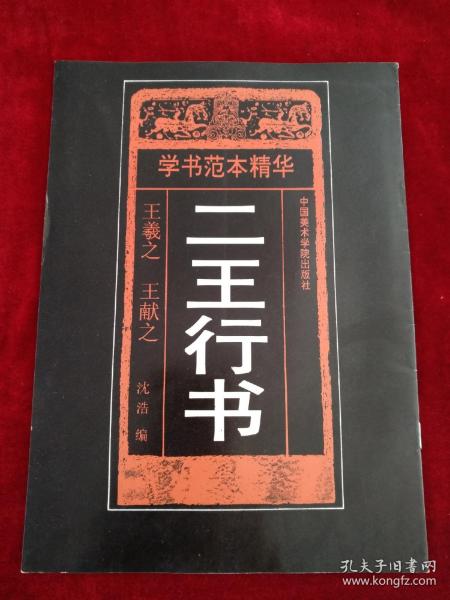 学书范本精华
中国美术学院出版社
二王行书
王羲之 王献之
沈浩 编
孔夫子旧书网
www.kongfz.com